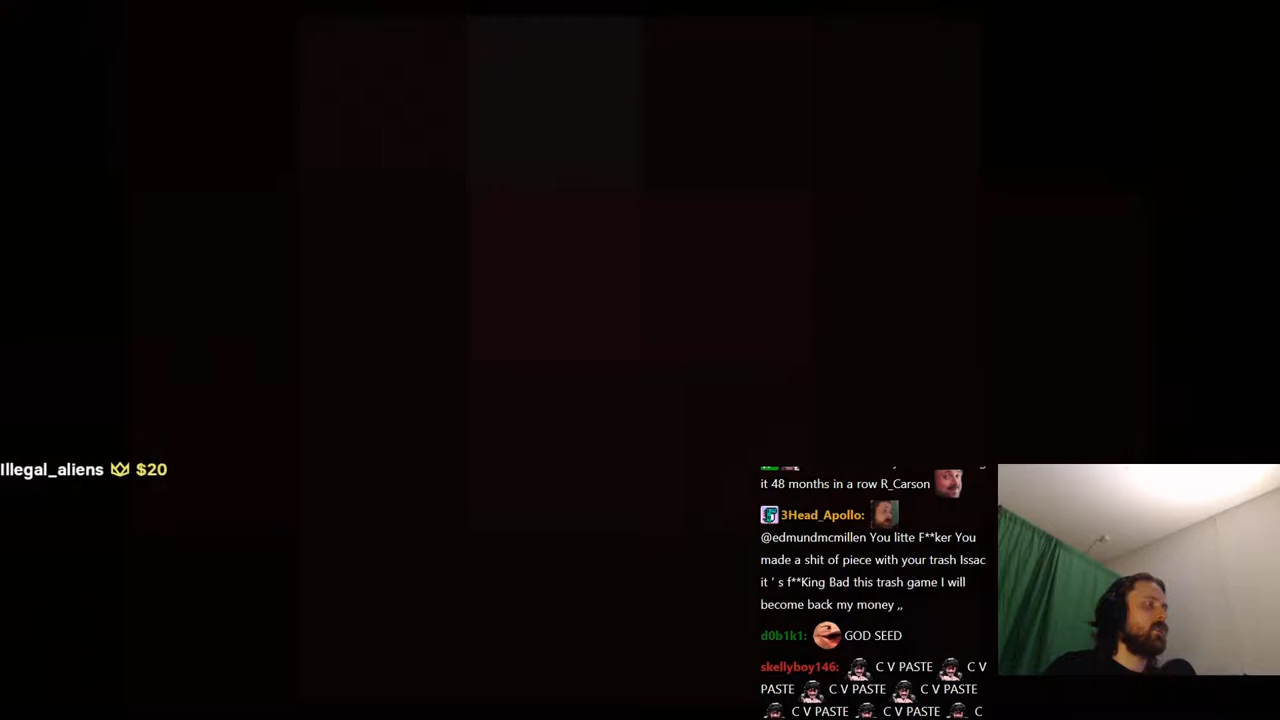 Illegal_aliens $20
it 48 months in a row R_Carson
3Head_Apollo:
@edmundmcmillen You litte F**ker You
made a shit of piece with your trash Issac
it ' s f**King Bad this trash game I will
become back my money ,,
d0b1k1: GOD SEED
skellyboy146: C V PASTE C V
PASTE C V PASTE C V PASTE
C V PASTE C V PASTE C